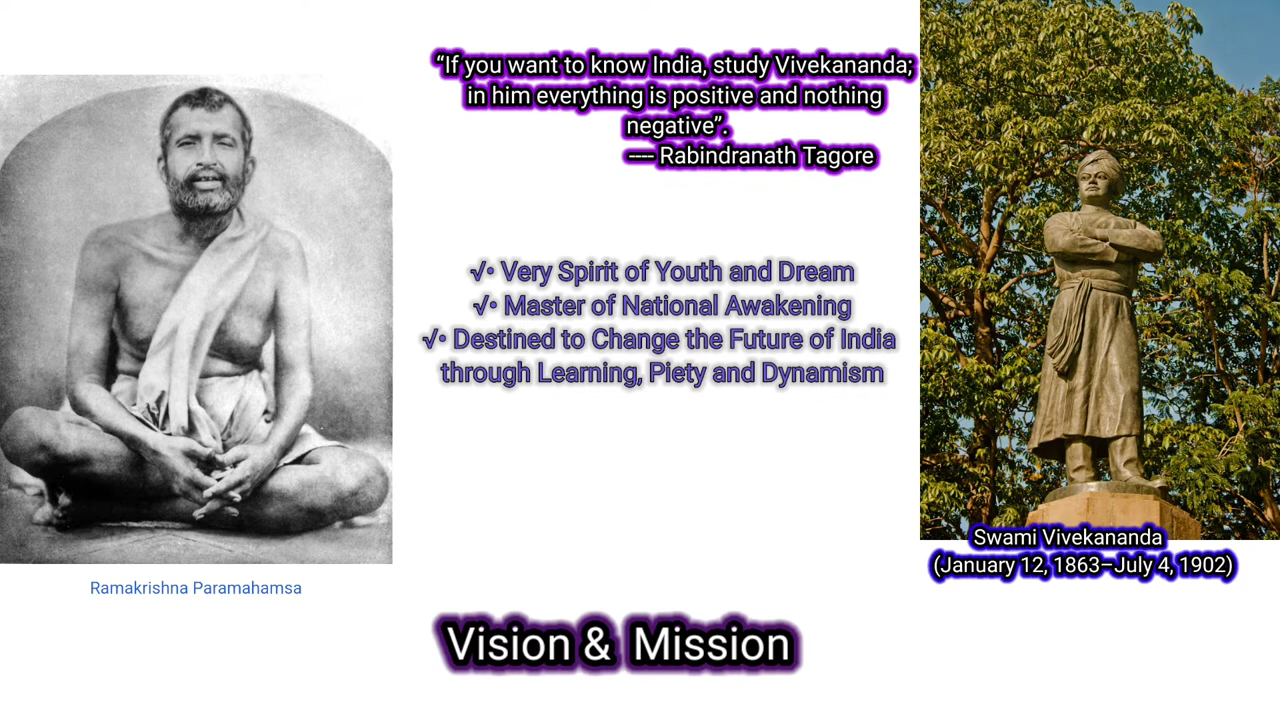 “If you want to know India, study Vivekananda;
in him everything is positive and nothing
negative”.
---- Rabindranath Tagore
√• Very Spirit of Youth and Dream
√• Master of National Awakening
√• Destined to Change the Future of India
through Learning, Piety and Dynamism
Ramakrishna Paramahamsa
Swami Vivekananda
(January 12, 1863–July 4, 1902)
Vision & Mission